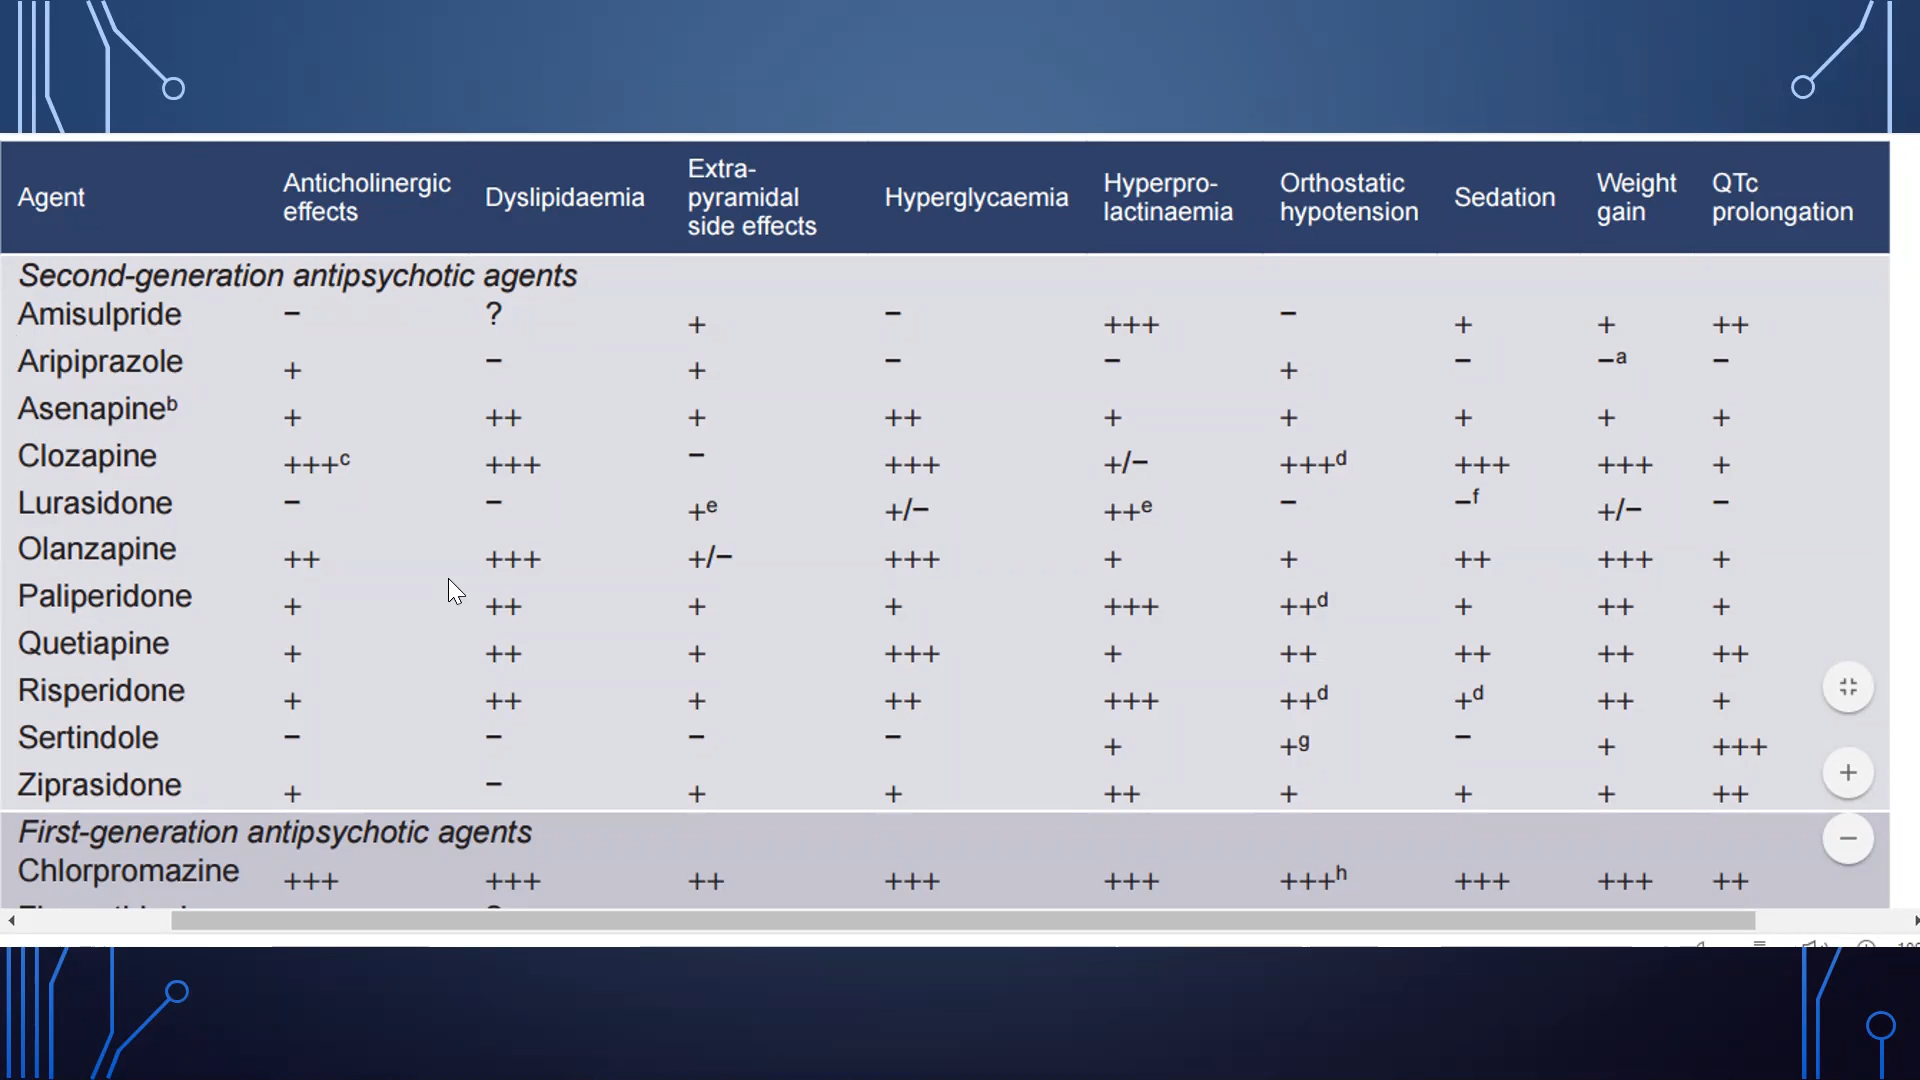 Agent Anticholinergic effects Dyslipidaemia Extra-pyramidal side effects Hyperglycaemia Hyperpro-lactinaemia Orthostatic hypotension Sedation Weight gain QTc prolongation
Second-generation antipsychotic agents
Amisulpride − ? + − +++ − + + ++
Aripiprazole + − + − − + − −a −
Asenapineb + ++ + ++ + + + + +
Clozapine +++c +++ − +++ +/− +++d +++ +++ +
Lurasidone − − +e +/− ++e − −f +/− −
Olanzapine ++ +++ +/− +++ + + ++ +++ +
Paliperidone + ++ + + +++ ++d + ++ +
Quetiapine + ++ + +++ + ++ ++ ++ ++
Risperidone + ++ + ++ +++ ++d +d ++ +
Sertindole − − − − + +g − + +++
Ziprasidone + − + + ++ + + + ++
First-generation antipsychotic agents
Chlorpromazine +++ +++ ++ +++ +++ +++h +++ +++ ++